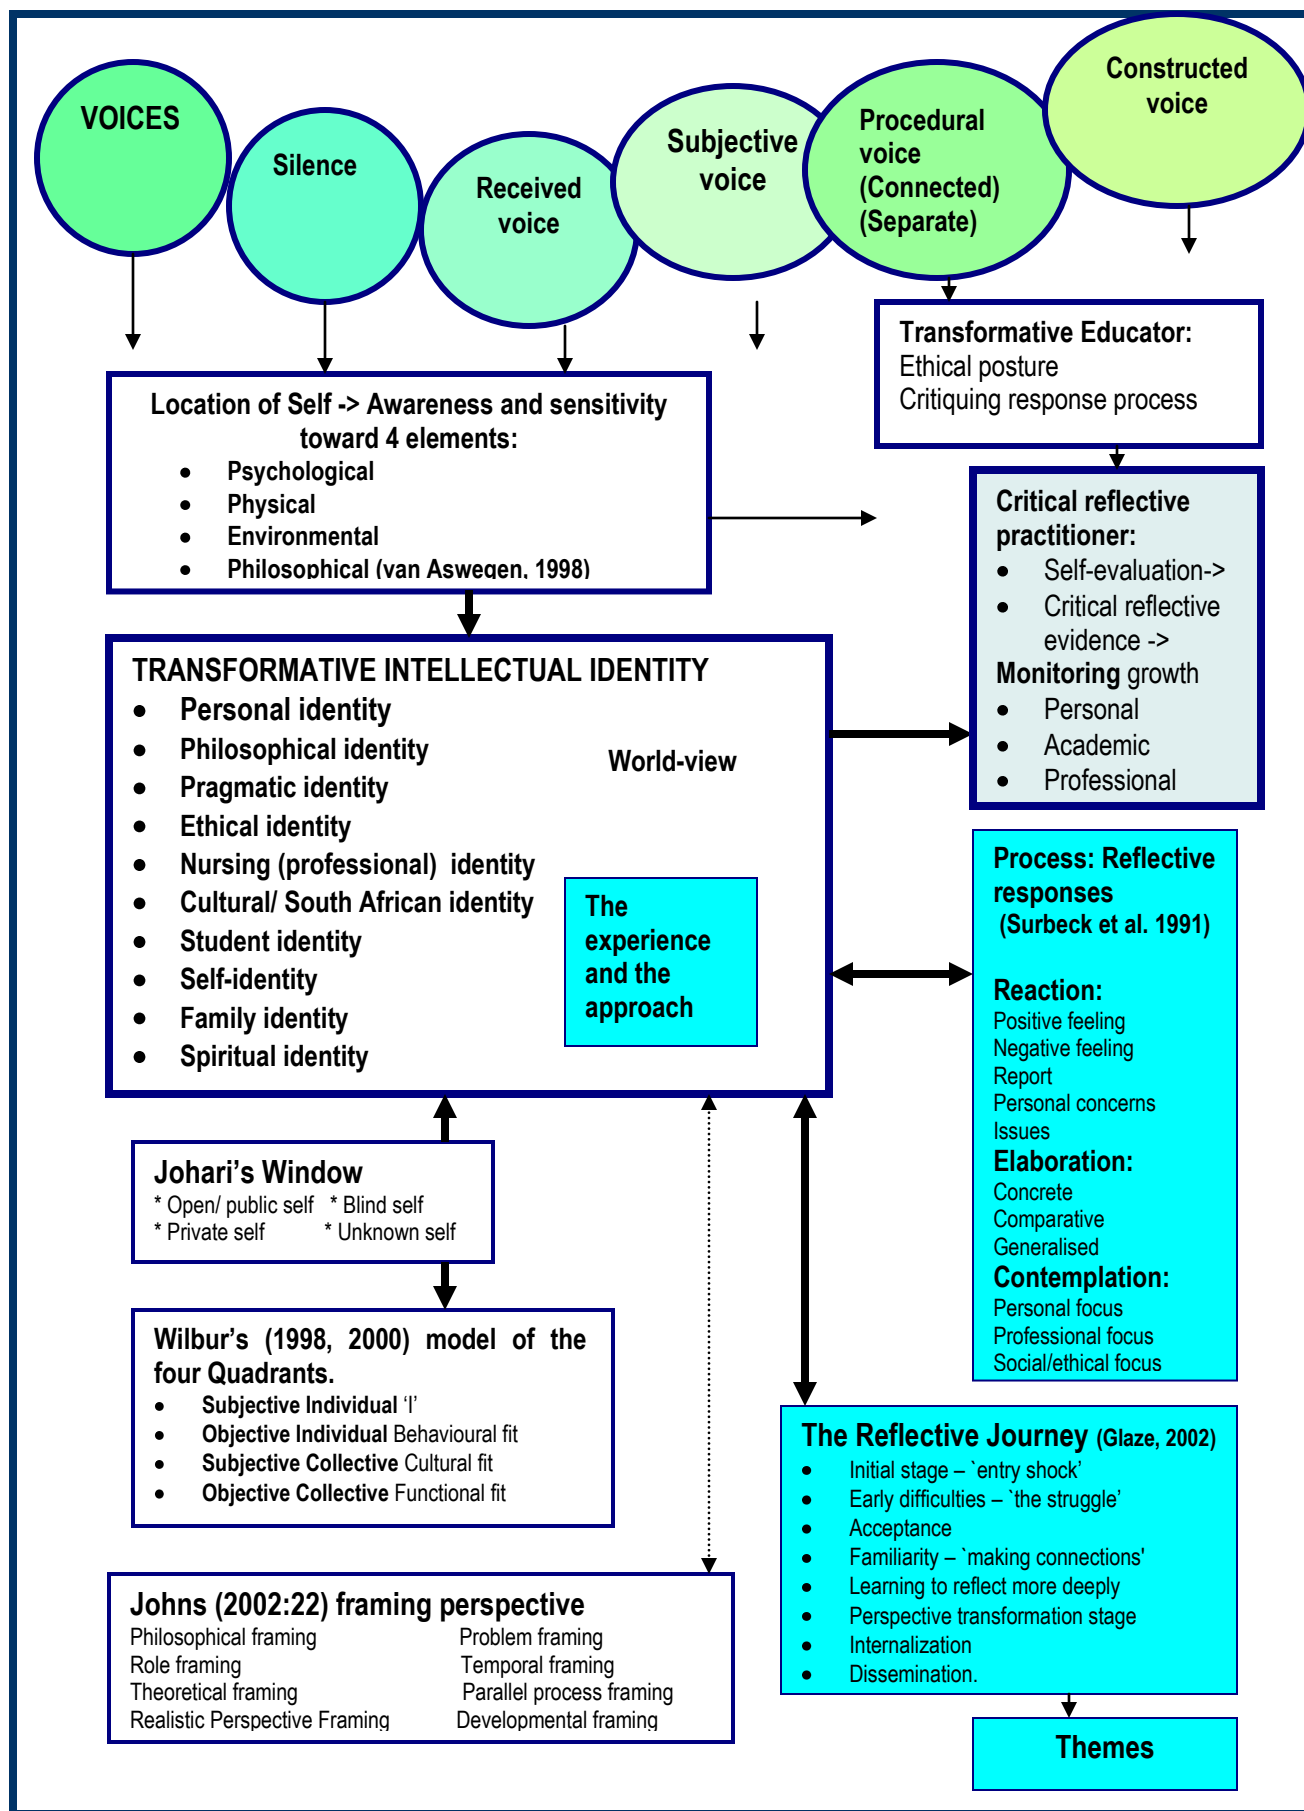 VOICES
Silence
Received
voice
Subjective
voice
Procedural
voice
(Connected)
(Separate)
Constructed
voice
Transformative Educator:
Ethical posture
Critiquing response process
Location of Self -> Awareness and sensitivity
toward 4 elements:
• Psychological
• Physical
• Environmental
• Philosophical (van Aswegen, 1998)
Critical reflective
practitioner:
• Self-evaluation->
• Critical reflective
evidence ->
Monitoring growth
• Personal
• Academic
• Professional
TRANSFORMATIVE INTELLECTUAL IDENTITY
• Personal identity
• Philosophical identity
• Pragmatic identity
• Ethical identity
• Nursing (professional) identity
• Cultural/ South African identity
• Student identity
• Self-identity
• Family identity
• Spiritual identity
World-view
The
experience
and the
approach
Process: Reflective
responses
(Surbeck et al. 1991)
Reaction:
Positive feeling
Negative feeling
Report
Personal concerns
Issues
Elaboration:
Concrete
Comparative
Generalised
Contemplation:
Personal focus
Professional focus
Social/ethical focus
Johari’s Window
* Open/ public self * Blind self
* Private self * Unknown self
Wilbur’s (1998, 2000) model of the
four Quadrants.
• Subjective Individual ‘I’
• Objective Individual Behavioural fit
• Subjective Collective Cultural fit
• Objective Collective Functional fit
The Reflective Journey (Glaze, 2002)
• Initial stage – `entry shock’
• Early difficulties – `the struggle’
• Acceptance
• Familiarity – `making connections'
• Learning to reflect more deeply
• Perspective transformation stage
• Internalization
• Dissemination.
Johns (2002:22) framing perspective
Philosophical framing Problem framing
Role framing Temporal framing
Theoretical framing Parallel process framing
Realistic Perspective Framing Developmental framing
Themes